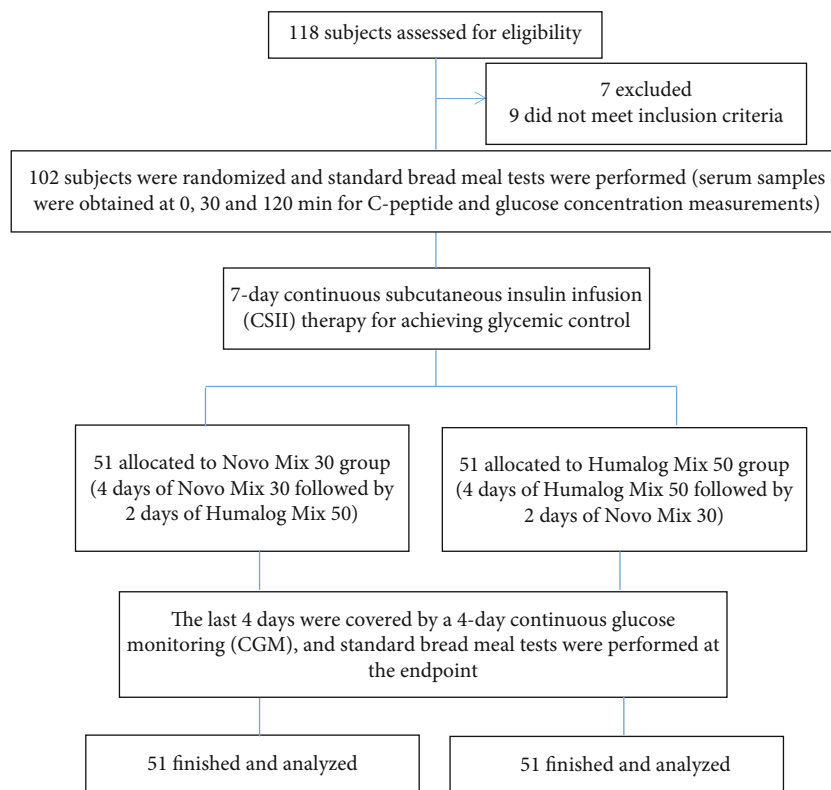 118 subjects assessed for eligibility
7 excluded
9 did not meet inclusion criteria
102 subjects were randomized and standard bread meal tests were performed (serum samples
were obtained at 0, 30 and 120 min for C-peptide and glucose concentration measurements)
7-day continuous subcutaneous insulin infusion
(CSII) therapy for achieving glycemic control
51 allocated to Novo Mix 30 group
(4 days of Novo Mix 30 followed by
2 days of Humalog Mix 50)
51 allocated to Humalog Mix 50 group
(4 days of Humalog Mix 50 followed by
2 days of Novo Mix 30)
The last 4 days were covered by a 4-day continuous glucose
monitoring (CGM), and standard bread meal tests were performed at
the endpoint
51 finished and analyzed
51 finished and analyzed